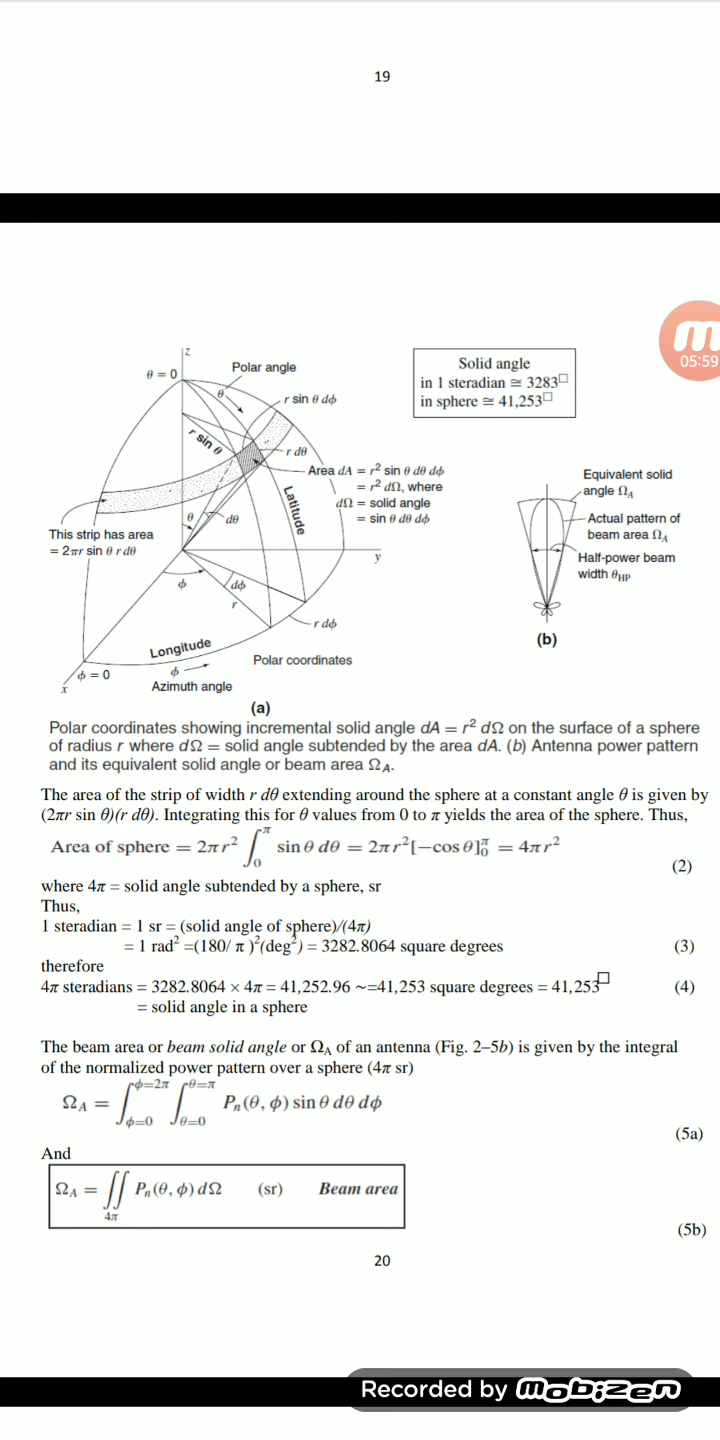 19
05:59
z
θ = 0
Polar angle
θ
r sin θ dϕ
r sin θ
r dθ
Area dA = r² sin θ dθ dϕ
= r² dΩ, where
dΩ = solid angle
= sin θ dθ dϕ
Latitude
θ
dθ
This strip has area
= 2πr sin θ r dθ
y
ϕ
dϕ
r
r dϕ
Longitude
ϕ
ϕ = 0
x
Azimuth angle
Polar coordinates
(a)
Solid angle
in 1 steradian ≅ 3283□
in sphere ≅ 41,253□
Equivalent solid
angle Ω_A
Actual pattern of
beam area Ω_A
Half-power beam
width θ_HP
(b)
Polar coordinates showing incremental solid angle dA = r² dΩ on the surface of a sphere
of radius r where dΩ = solid angle subtended by the area dA. (b) Antenna power pattern
and its equivalent solid angle or beam area Ω_A.
The area of the strip of width r dθ extending around the sphere at a constant angle θ is given by
(2πr sin θ)(r dθ). Integrating this for θ values from 0 to π yields the area of the sphere. Thus,
Area of sphere = 2πr² ∫₀^π sin θ dθ = 2πr²[−cos θ]₀^π = 4πr²
(2)
where 4π = solid angle subtended by a sphere, sr
Thus,
1 steradian = 1 sr = (solid angle of sphere)/(4π)
= 1 rad² =(180/ π )²(deg²) = 3282.8064 square degrees (3)
therefore
4π steradians = 3282.8064 × 4π = 41,252.96 ~=41,253 square degrees = 41,253□ (4)
= solid angle in a sphere
The beam area or beam solid angle or Ω_A of an antenna (Fig. 2–5b) is given by the integral
of the normalized power pattern over a sphere (4π sr)
Ω_A = ∫_{ϕ=0}^{ϕ=2π} ∫_{θ=0}^{θ=π} P_n(θ, ϕ) sin θ dθ dϕ
(5a)
And
Ω_A = ∬_{4π} P_n(θ, ϕ) dΩ (sr) Beam area
(5b)
20
Recorded by mobizen